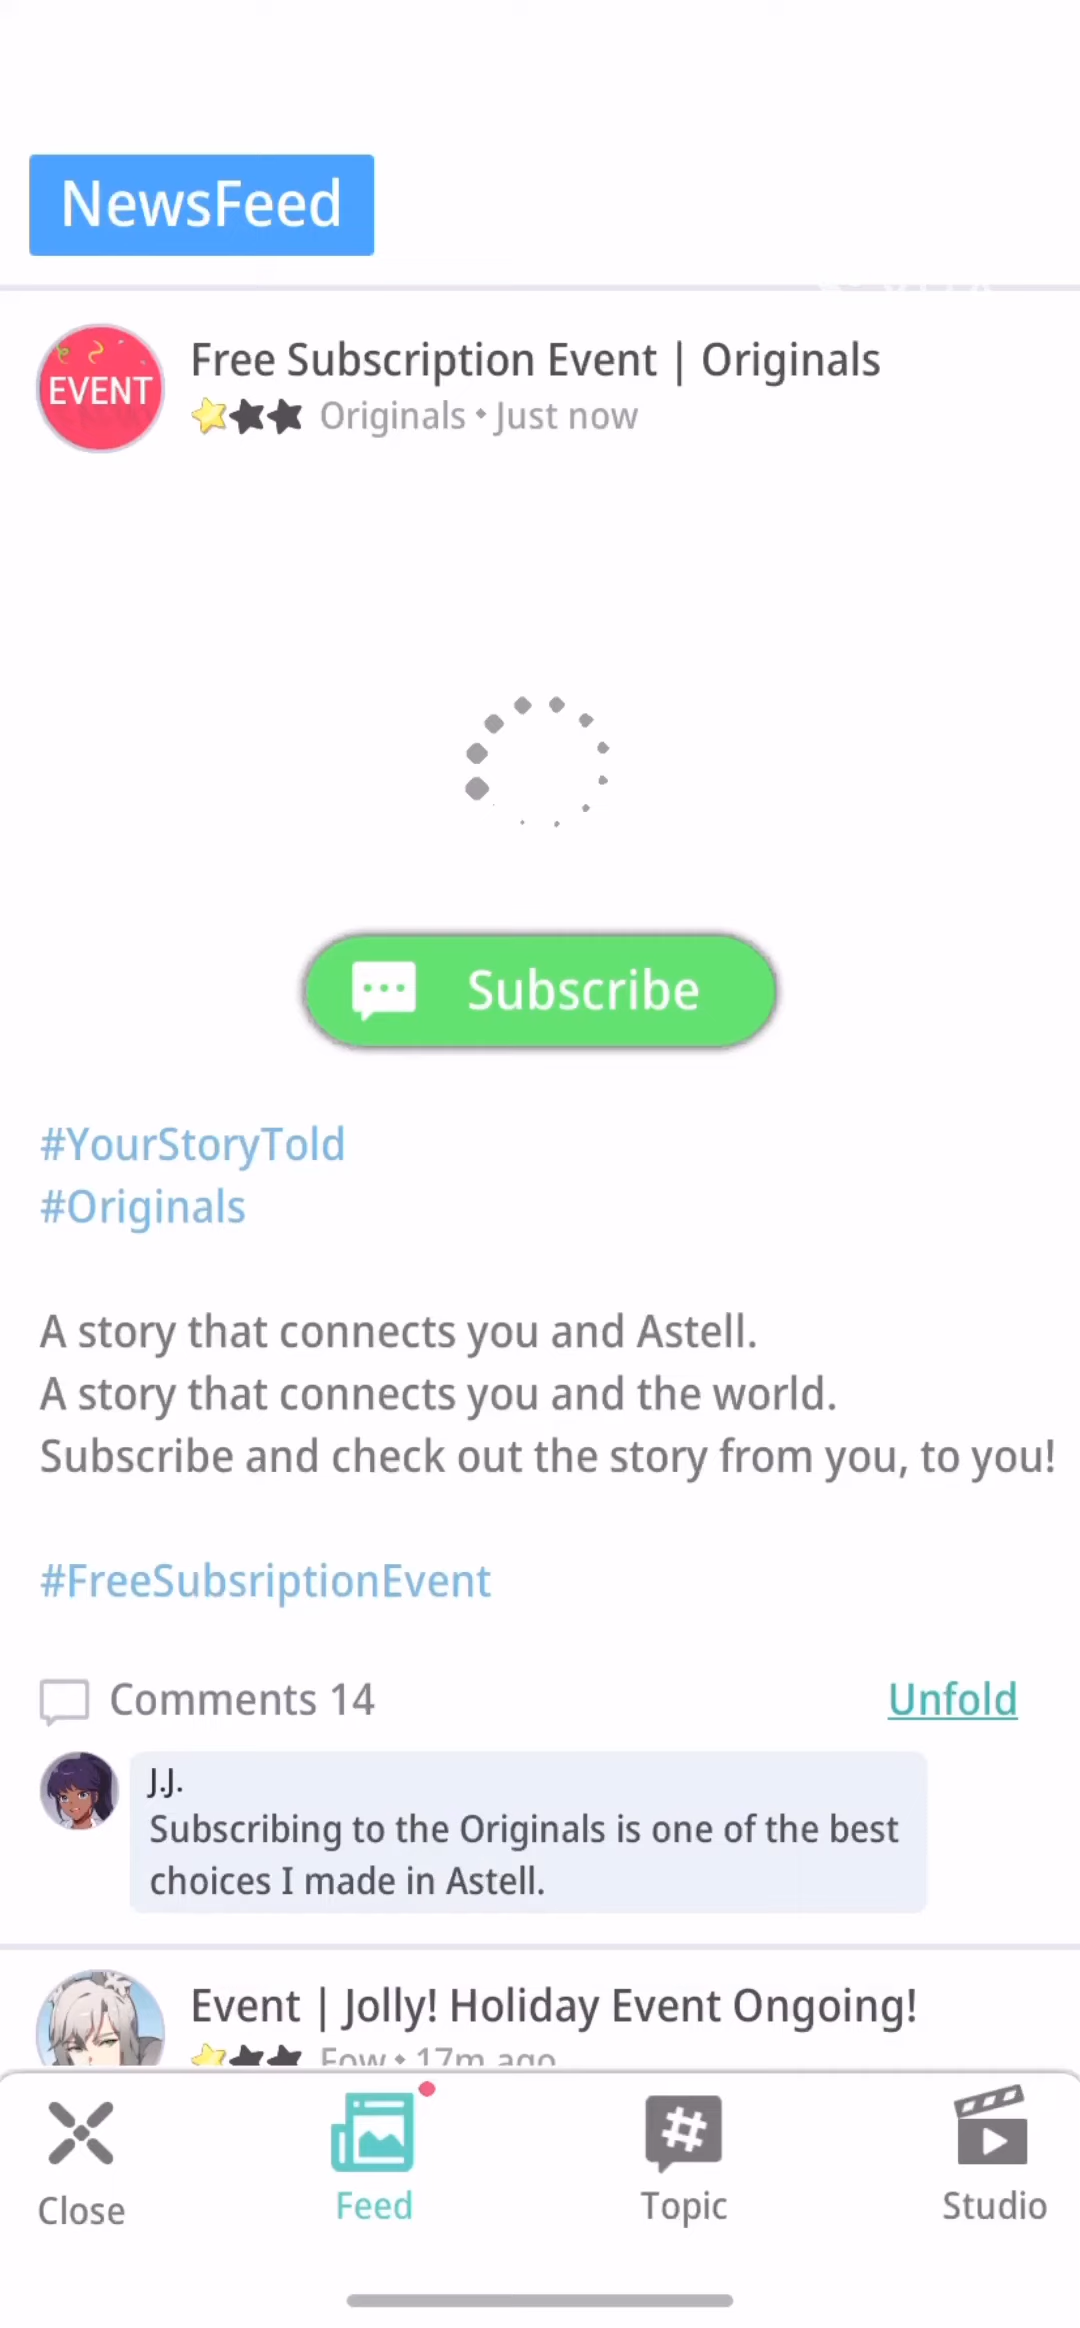 NewsFeed
EVENT
Free Subscription Event | Originals
Originals • Just now
Subscribe
#YourStoryTold
#Originals
A story that connects you and Astell.
A story that connects you and the world.
Subscribe and check out the story from you, to you!
#FreeSubsriptionEvent
Comments 14
Unfold
J.J.
Subscribing to the Originals is one of the best
choices I made in Astell.
Event | Jolly! Holiday Event Ongoing!
Fow • 17m ago
Close
Feed
Topic
Studio